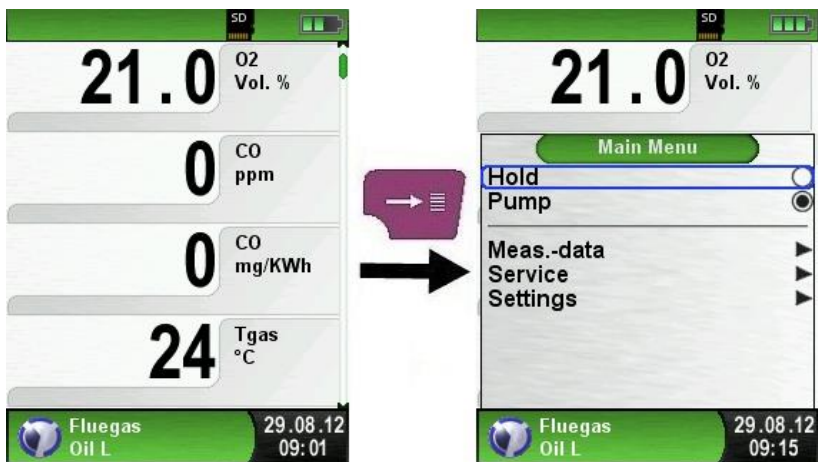 SD
21.0
O2
Vol. %
0
CO
ppm
0
CO
mg/KWh
24
Tgas
°C
Fluegas
Oil L
29.08.12
09:01
SD
21.0
O2
Vol. %
Main Menu
Hold
Pump
Meas.-data
Service
Settings
Fluegas
Oil L
29.08.12
09:15